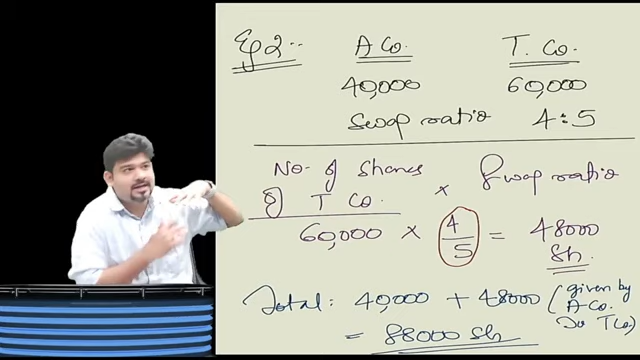 Eg 2..
A Co. T. Co.
40,000 60,000
Swap ratio 4:5
No. of Shares
of T Co. × Swap ratio
60,000 × 4/5 = 48000 Sh.
Total: 40,000 + 48000 (given by A Co. to T Co)
= 88000 Sh